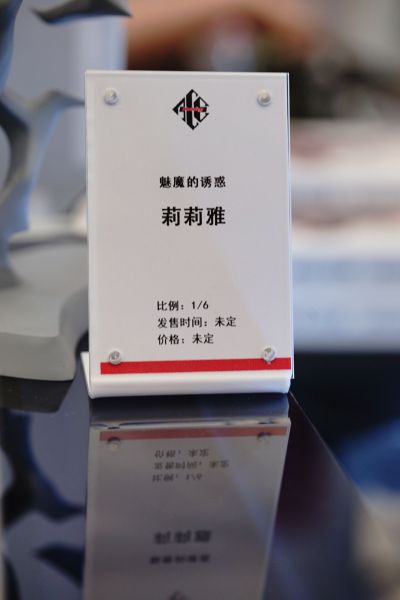 魅魔的诱惑
莉莉雅
比例：1/6
发售时间：未定
价格：未定